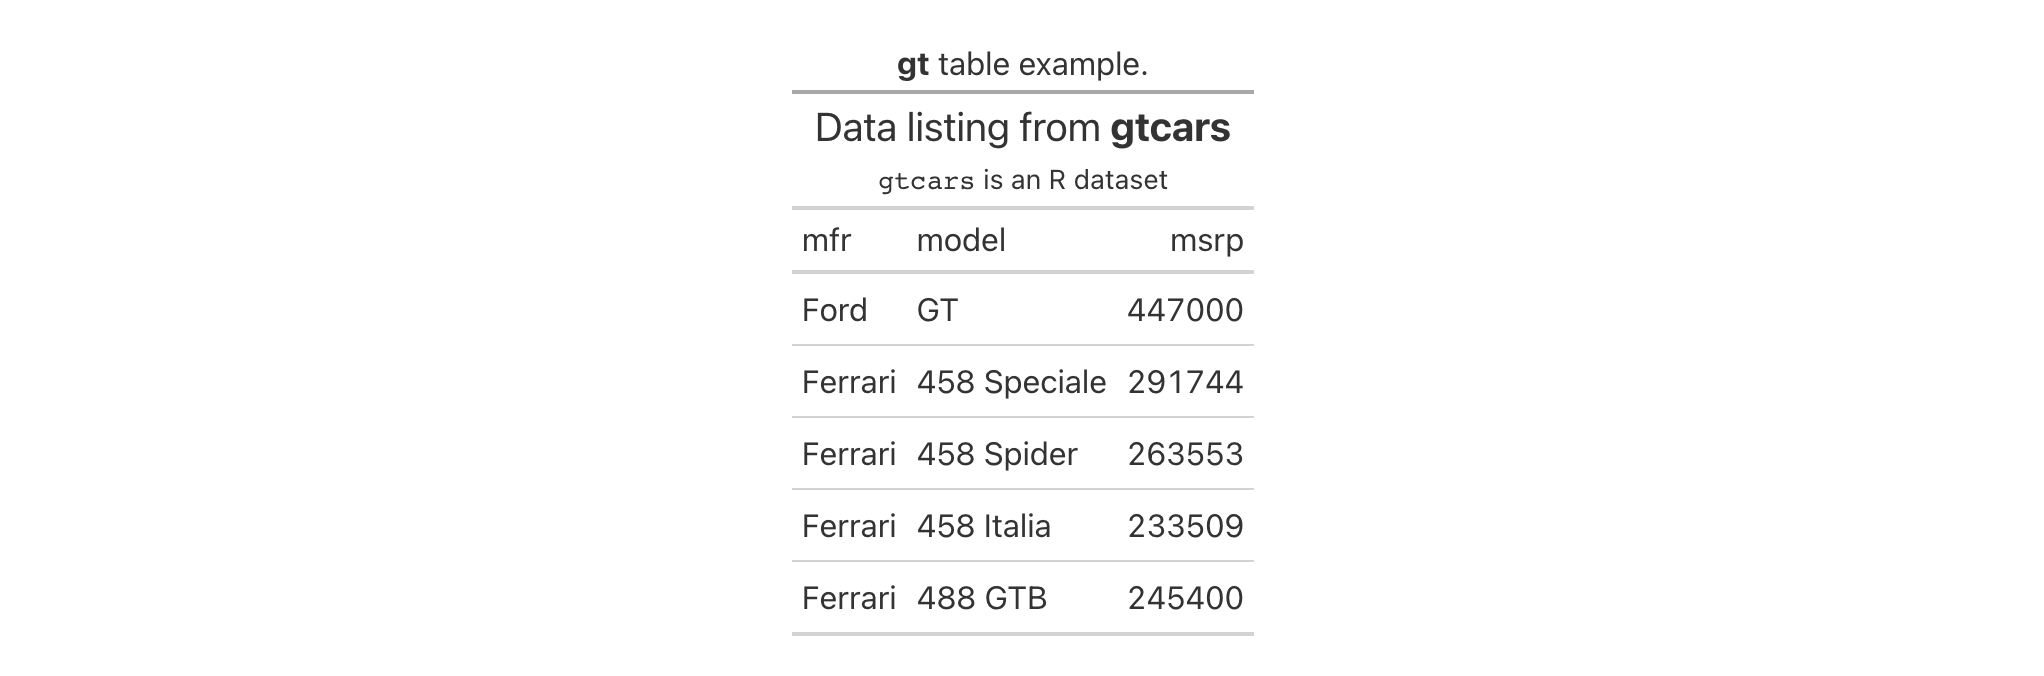 gt table example.
Data listing from gtcars
gtcars is an R dataset
mfr model msrp
Ford GT 447000
Ferrari 458 Speciale 291744
Ferrari 458 Spider 263553
Ferrari 458 Italia 233509
Ferrari 488 GTB 245400